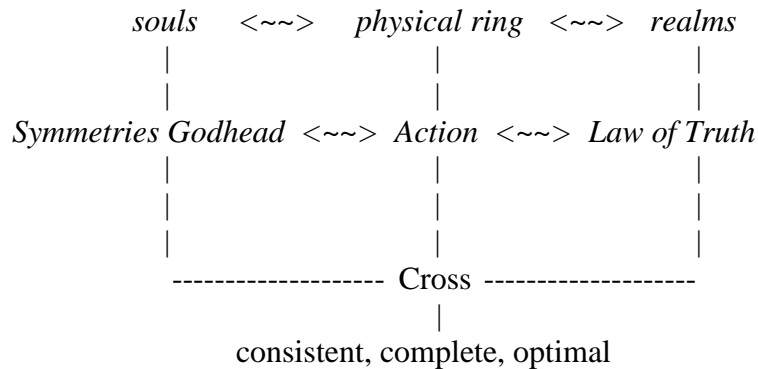 souls <~~> physical ring <~~> realms
| | |
| | |
Symmetries Godhead <~~> Action <~~> Law of Truth
| | |
| | |
| | |
| | |
-------------------- Cross --------------------
|
consistent, complete, optimal